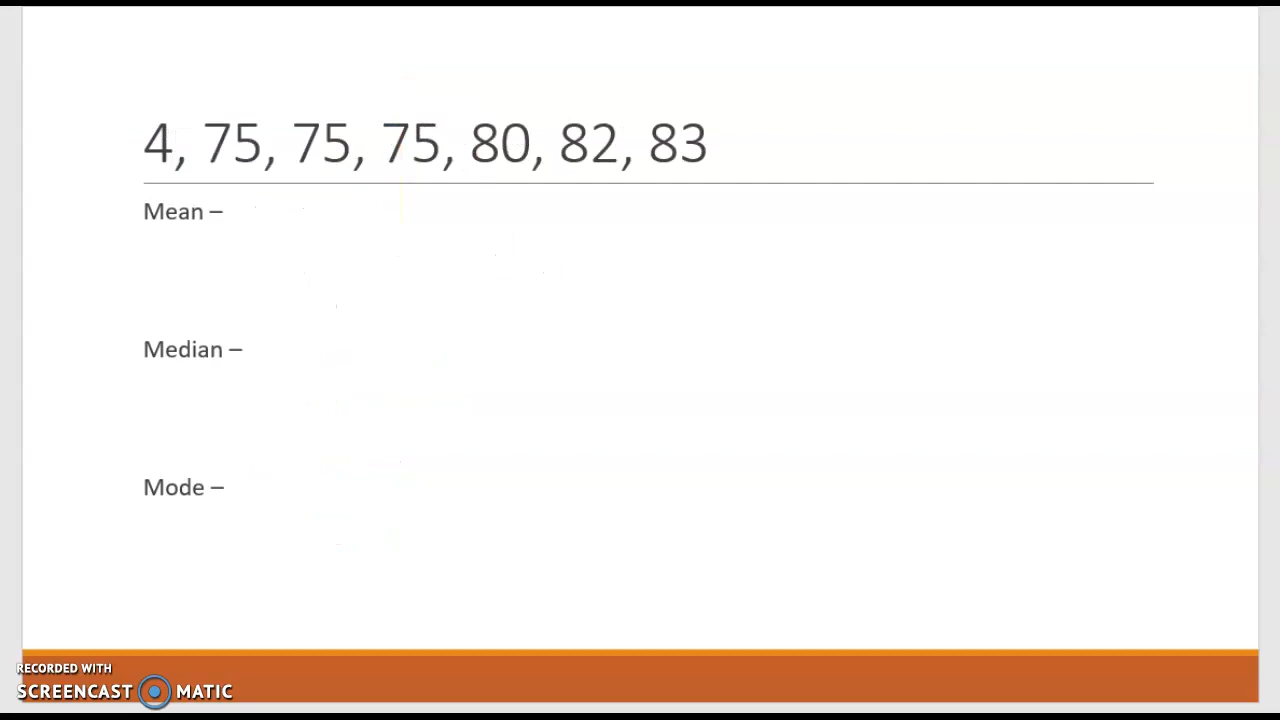 4, 75, 75, 75, 80, 82, 83
Mean –
Median –
Mode –
RECORDED WITH
SCREENCAST MATIC